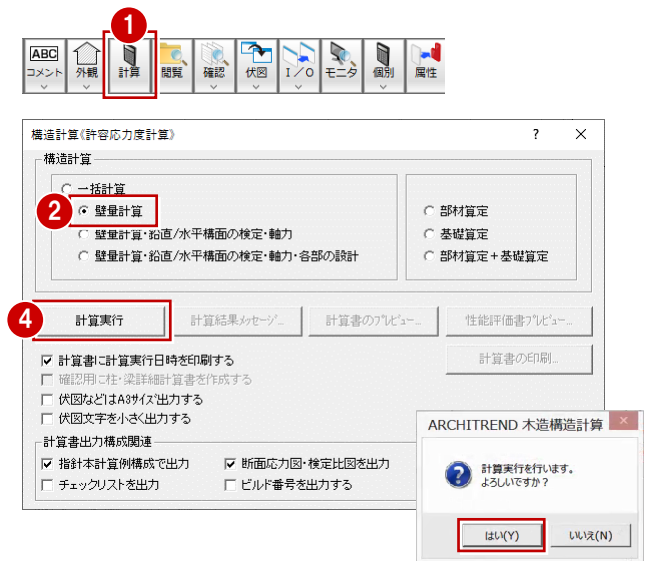 1
ABC
コメント 外観 計算 閲覧 確認 伏図 I/O モニタ 個別 属性
構造計算《許容応力度計算》 ? ×
構造計算
一括計算
2 壁量計算
壁量計算・鉛直/水平構面の検定・軸力
壁量計算・鉛直/水平構面の検定・軸力・各部の設計
部材算定
基礎算定
部材算定+基礎算定
4 計算実行 計算結果メッセージ... 計算書のプレビュー... 性能評価書プレビュー...
計算書の印刷...
計算書に計算実行日時を印刷する
確認用に柱・梁詳細計算書を作成する
伏図などはA3サイズ出力する
伏図文字を小さく出力する
計算書出力構成関連
指針本計算例構成で出力 断面応力図・検定比図を出力
チェックリストを出力 ビルド番号を出力する
ARCHITREND 木造構造計算 ×
計算実行を行います。
よろしいですか?
はい(Y) いいえ(N)